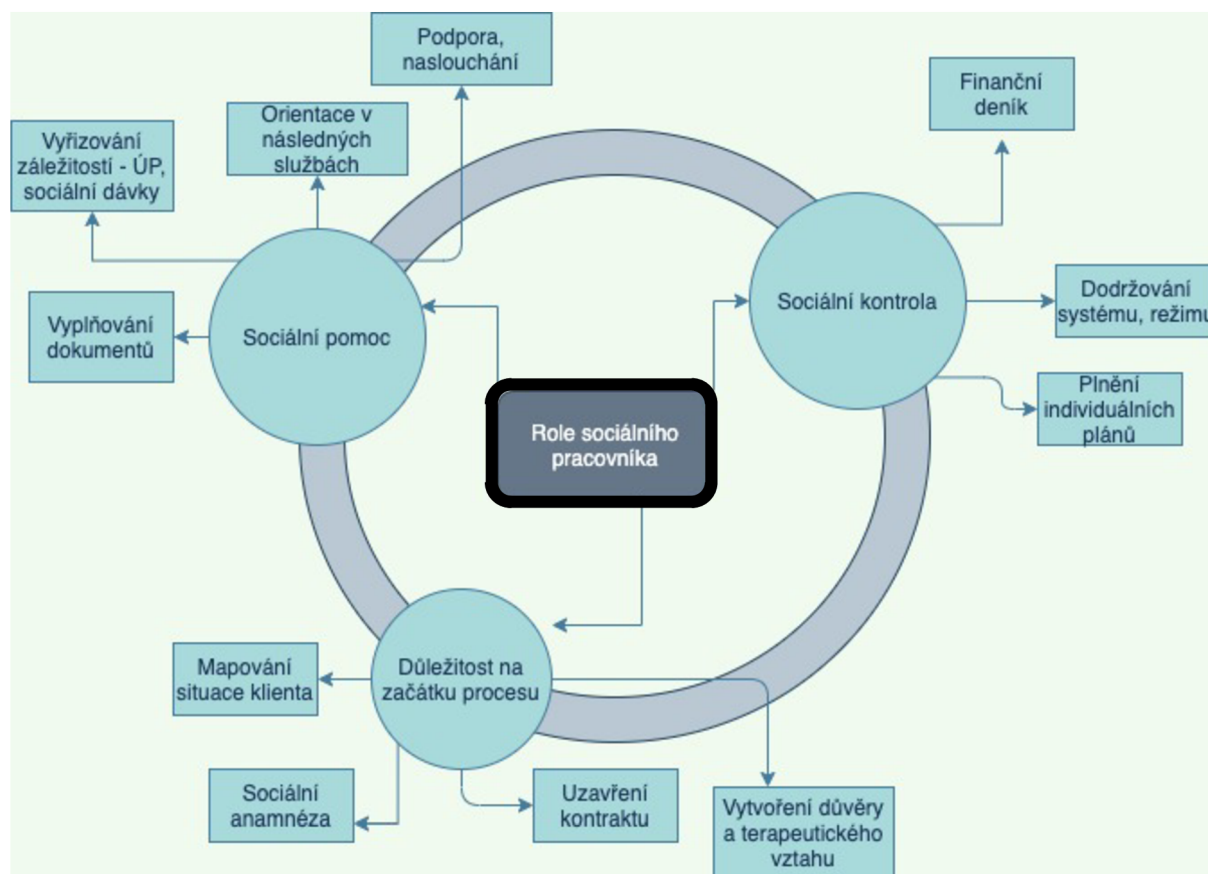 Podpora,
naslouchání
Finanční
deník
Orientace v
následných
službách
Vyřizování
záležitostí - ÚP,
sociální dávky
Dodržování
systému, režimu
Sociální kontrola
Vyplňování
dokumentů
Sociální pomoc
Plnění
individuálních
plánů
Role sociálního
pracovníka
Mapování
situace klienta
Důležitost na
začátku procesu
Sociální
anamnéza
Uzavření
kontraktu
Vytvoření důvěry
a terapeutického
vztahu